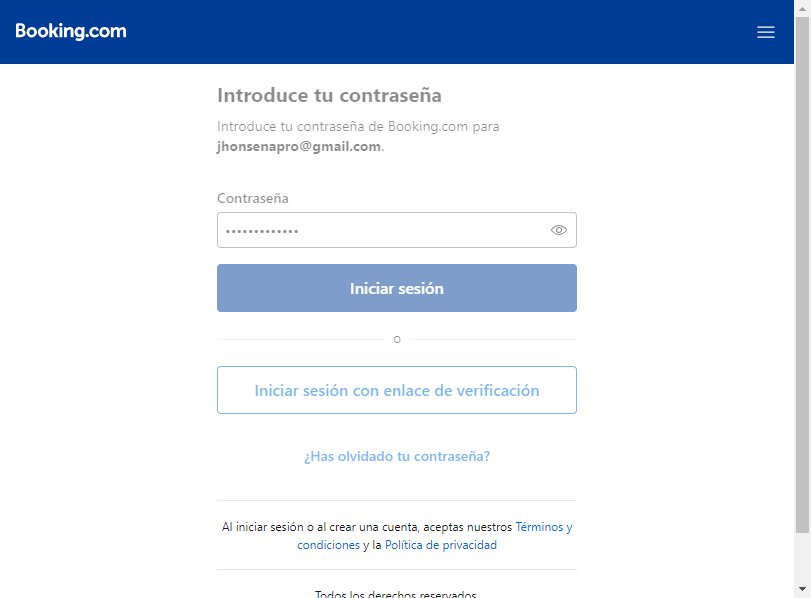 Booking.com
Introduce tu contraseña
Introduce tu contraseña de Booking.com para
jhonsenapro@gmail.com.
Contraseña
•••••••••••••
Iniciar sesión
o
Iniciar sesión con enlace de verificación
¿Has olvidado tu contraseña?
Al iniciar sesión o al crear una cuenta, aceptas nuestros Términos y
condiciones y la Política de privacidad
Todos los derechos reservados